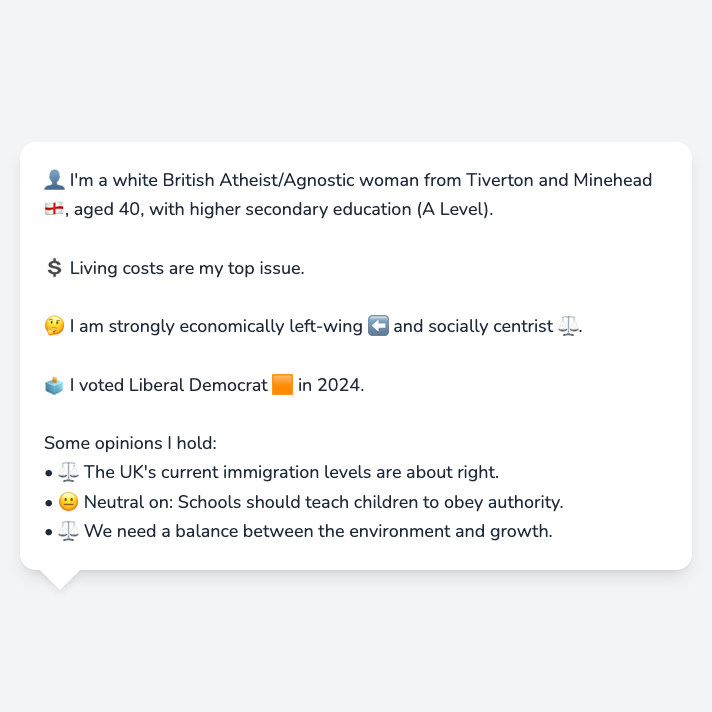 👤 I'm a white British Atheist/Agnostic woman from Tiverton and Minehead
🏴󠁧󠁢󠁥󠁮󠁧󠁿, aged 40, with higher secondary education (A Level).
💲 Living costs are my top issue.
🤔 I am strongly economically left-wing ⬅️ and socially centrist ⚖️.
🗳️ I voted Liberal Democrat 🟧 in 2024.
Some opinions I hold:
• ⚖️ The UK's current immigration levels are about right.
• 😐 Neutral on: Schools should teach children to obey authority.
• ⚖️ We need a balance between the environment and growth.